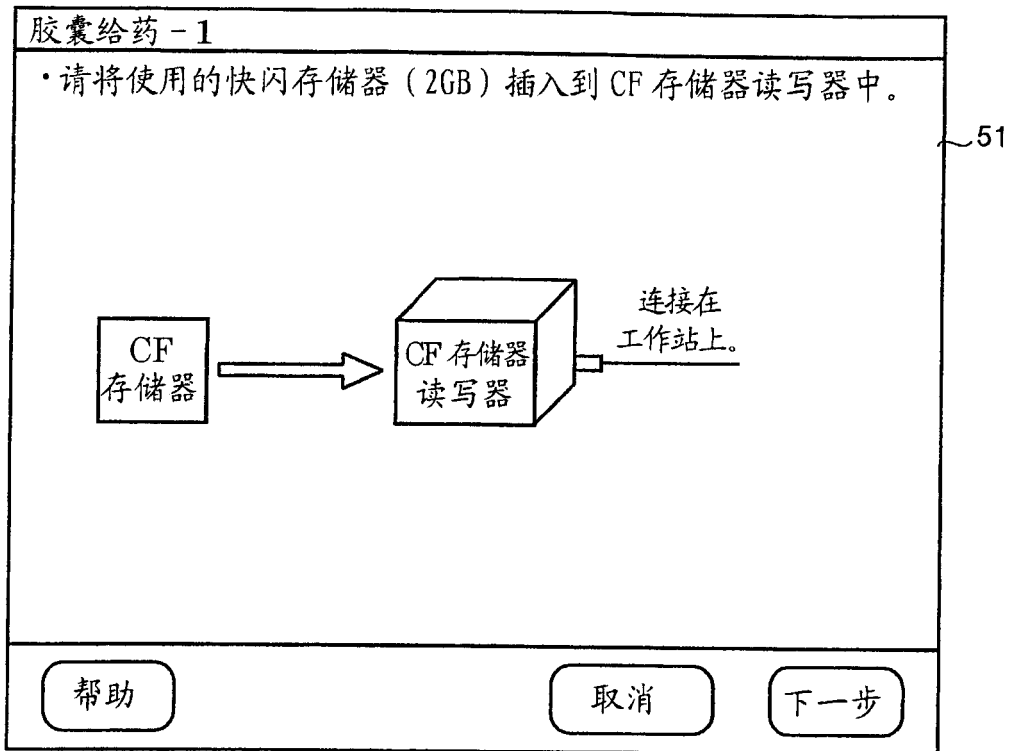 胶囊给药-1
·请将使用的快闪存储器（2GB）插入到CF存储器读写器中。
51
连接在
工作站上。
CF
存储器
CF存储器
读写器
帮助
取消
下一步